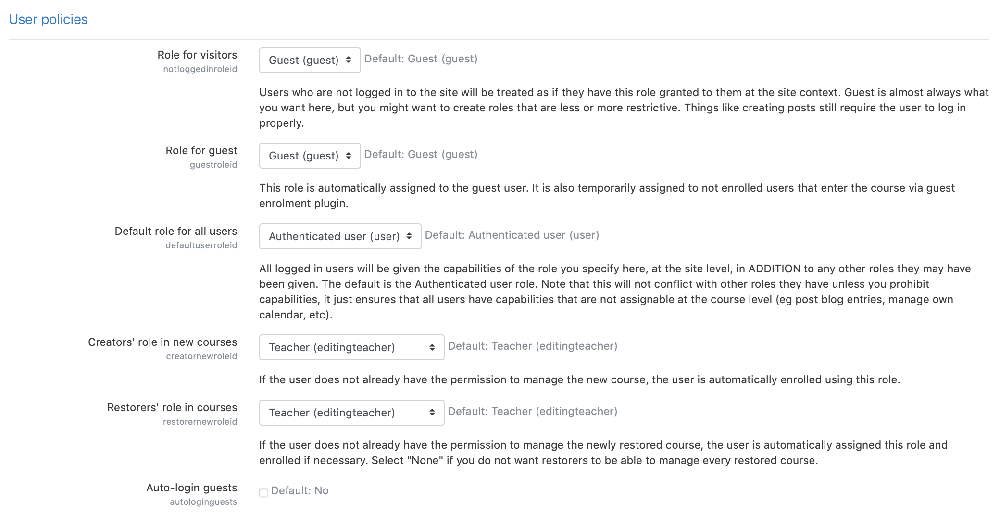 User policies
Role for visitors
notloggedinroleid
Guest (guest) Default: Guest (guest)
Users who are not logged in to the site will be treated as if they have this role granted to them at the site context. Guest is almost always what
you want here, but you might want to create roles that are less or more restrictive. Things like creating posts still require the user to log in
properly.
Role for guest
guestroleid
Guest (guest) Default: Guest (guest)
This role is automatically assigned to the guest user. It is also temporarily assigned to not enrolled users that enter the course via guest
enrolment plugin.
Default role for all users
defaultuserroleid
Authenticated user (user) Default: Authenticated user (user)
All logged in users will be given the capabilities of the role you specify here, at the site level, in ADDITION to any other roles they may have
been given. The default is the Authenticated user role. Note that this will not conflict with other roles they have unless you prohibit
capabilities, it just ensures that all users have capabilities that are not assignable at the course level (eg post blog entries, manage own
calendar, etc).
Creators' role in new courses
creatornewroleid
Teacher (editingteacher) Default: Teacher (editingteacher)
If the user does not already have the permission to manage the new course, the user is automatically enrolled using this role.
Restorers' role in courses
restorernewroleid
Teacher (editingteacher) Default: Teacher (editingteacher)
If the user does not already have the permission to manage the newly restored course, the user is automatically assigned this role and
enrolled if necessary. Select "None" if you do not want restorers to be able to manage every restored course.
Auto-login guests
autologinguests
Default: No